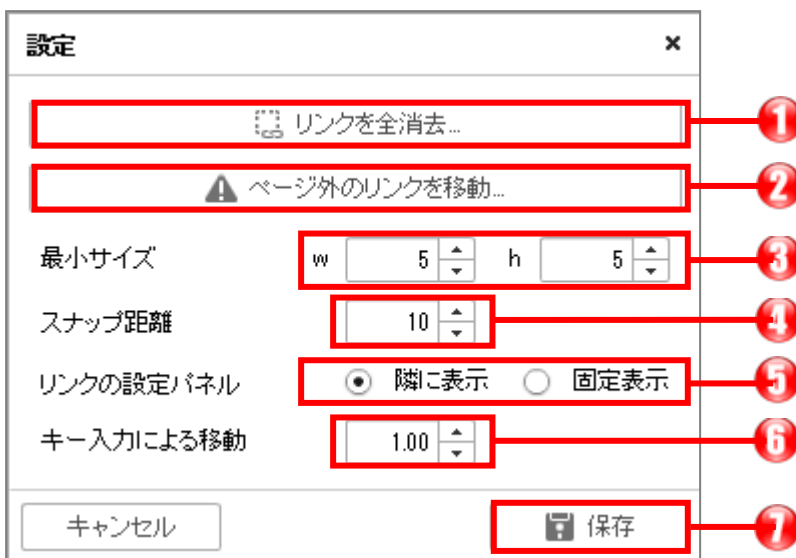 設定 ×
リンクを全消去... 1
ページ外のリンクを移動... 2
最小サイズ w 5 h 5 3
スナップ距離 10 4
リンクの設定パネル 隣に表示 固定表示 5
キー入力による移動 1.00 6
キャンセル 保存 7